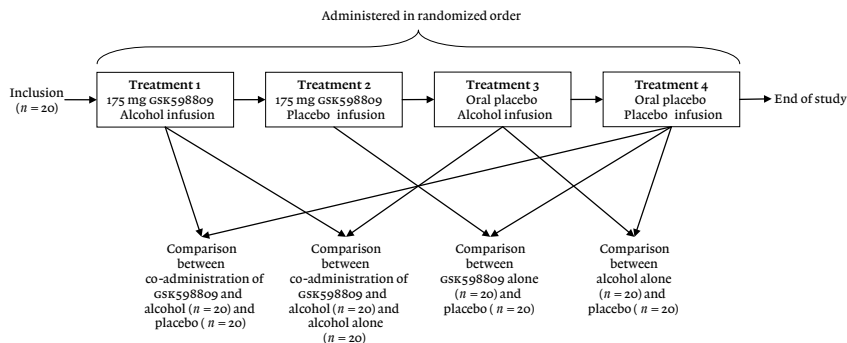 Administered in randomized order
Inclusion
(n = 20)
Treatment 1
175 mg GSK598809
Alcohol infusion
Treatment 2
175 mg GSK598809
Placebo infusion
Treatment 3
Oral placebo
Alcohol infusion
Treatment 4
Oral placebo
Placebo infusion
End of study
Comparison
between
co-administration of
GSK598809 and
alcohol (n = 20) and
placebo ( n = 20)
Comparison
between
co-administration of
GSK598809 and
alcohol (n = 20) and
alcohol alone
(n = 20)
Comparison
between
GSK598809 alone
(n = 20) and
placebo ( n = 20)
Comparison
between
alcohol alone
(n = 20) and
placebo ( n = 20)